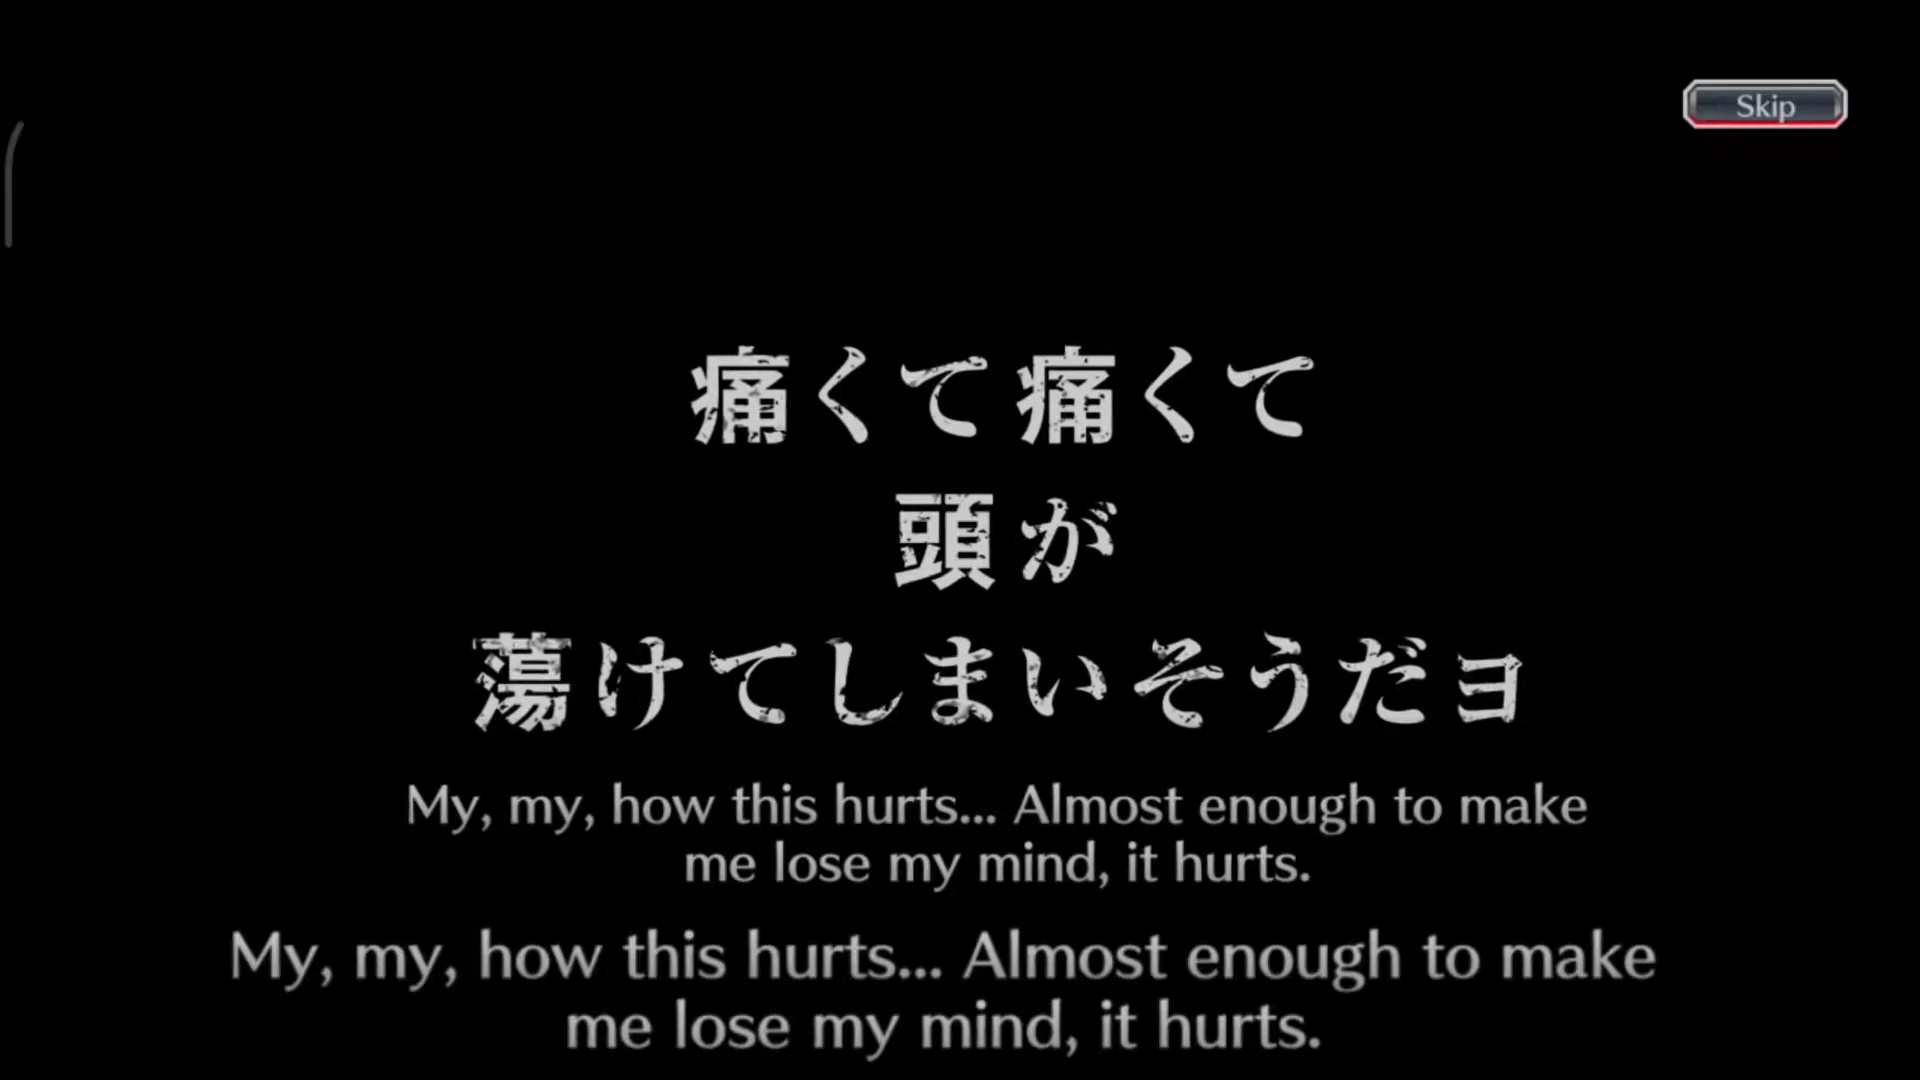 Skip
痛くて痛くて
頭が
蕩けてしまいそうだヨ
My, my, how this hurts... Almost enough to make
me lose my mind, it hurts.
My, my, how this hurts... Almost enough to make
me lose my mind, it hurts.